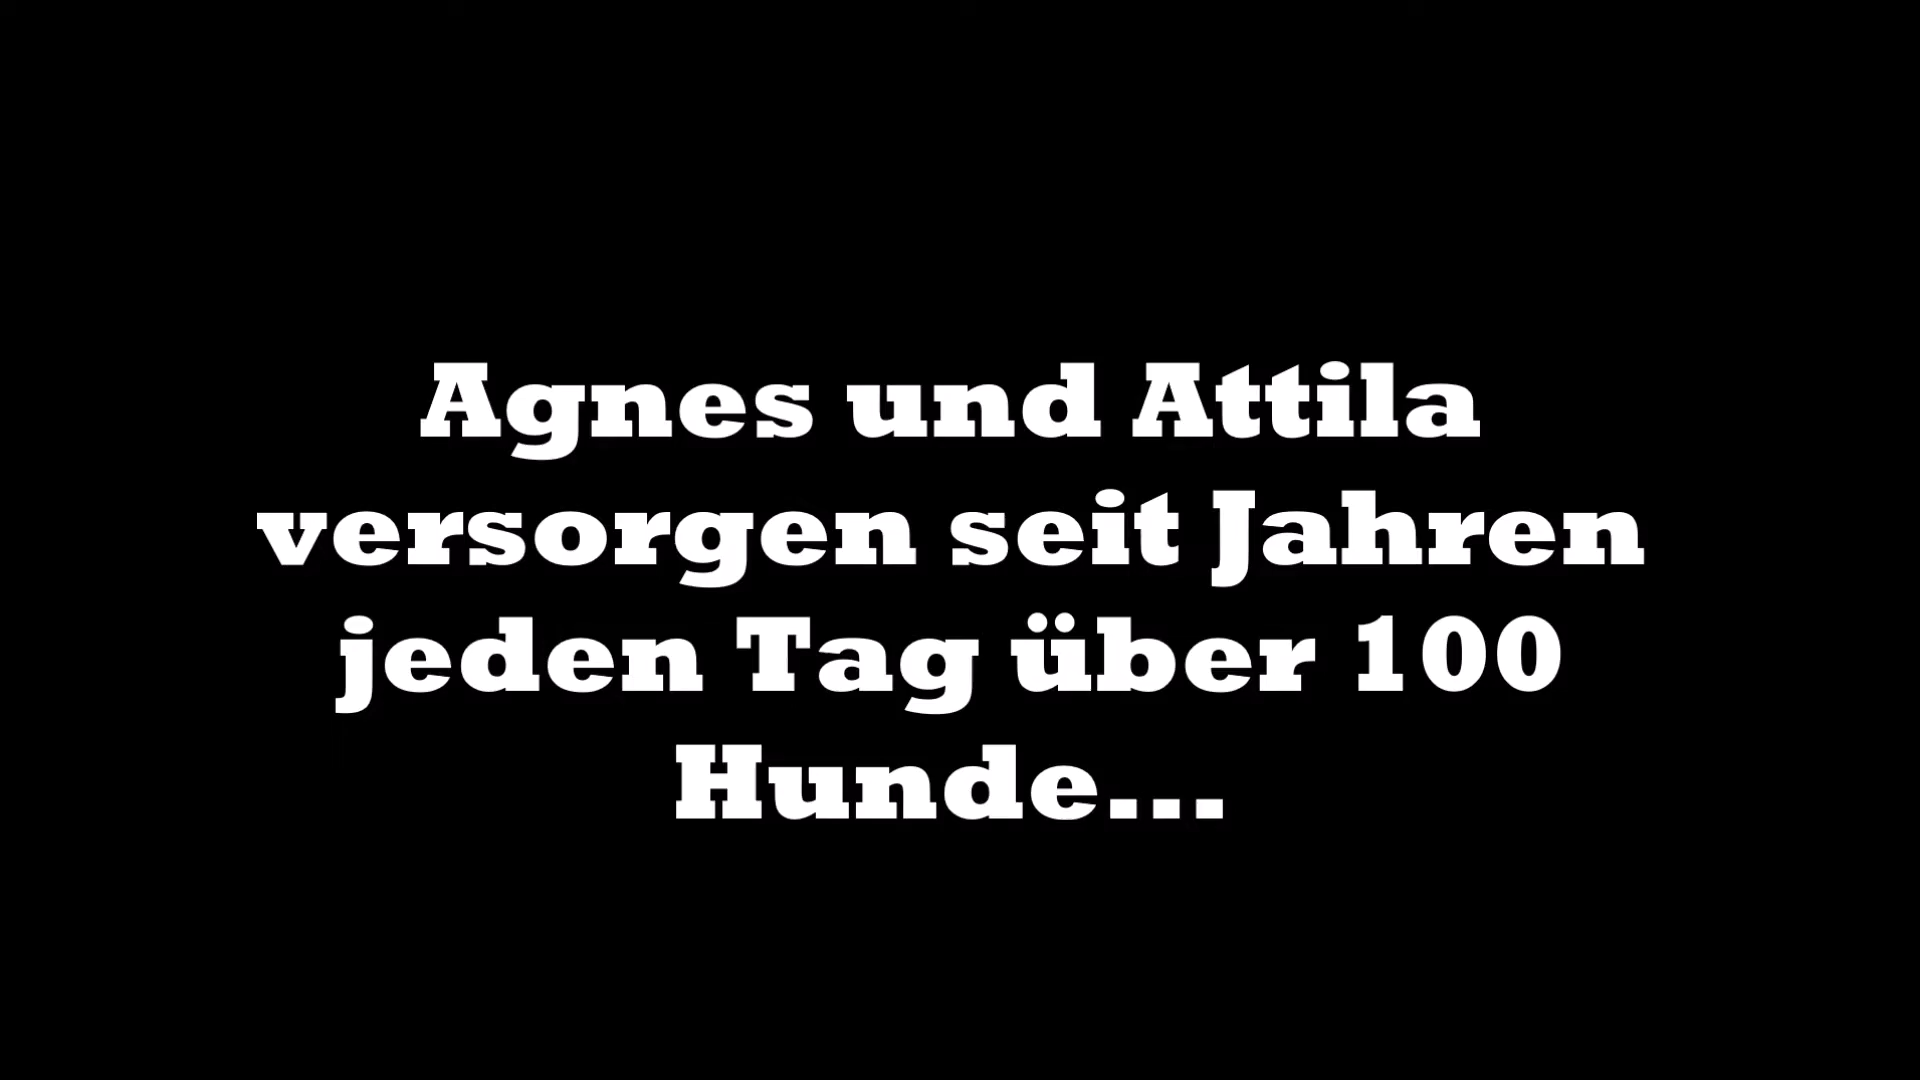 Agnes und Attila
versorgen seit Jahren
jeden Tag über 100
Hunde...